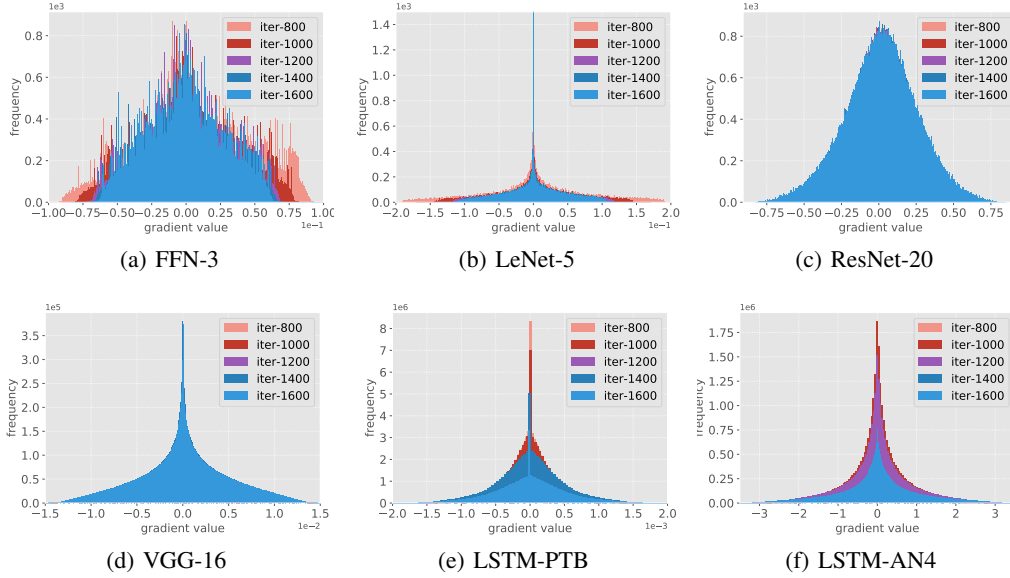 1e3
iter-800
iter-1000
iter-1200
iter-1400
iter-1600
frequency
0.8
0.6
0.4
0.2
0.0
−1.00 −0.75 −0.50 −0.25 0.00 0.25 0.50 0.75 1.00
gradient value 1e−1
(a) FFN-3
1e3
iter-800
iter-1000
iter-1200
iter-1400
iter-1600
frequency
1.4
1.2
1.0
0.8
0.6
0.4
0.2
0.0
−2.0 −1.5 −1.0 −0.5 0.0 0.5 1.0 1.5 2.0
gradient value 1e−1
(b) LeNet-5
1e3
iter-800
iter-1000
iter-1200
iter-1400
iter-1600
frequency
0.8
0.6
0.4
0.2
0.0
−0.75 −0.50 −0.25 0.00 0.25 0.50 0.75
gradient value
(c) ResNet-20
1e5
iter-800
iter-1000
iter-1200
iter-1400
iter-1600
frequency
3.5
3.0
2.5
2.0
1.5
1.0
0.5
0.0
−1.5 −1.0 −0.5 0.0 0.5 1.0 1.5
gradient value 1e−2
(d) VGG-16
1e6
iter-800
iter-1000
iter-1200
iter-1400
iter-1600
frequency
8
7
6
5
4
3
2
1
0
−2.0 −1.5 −1.0 −0.5 0.0 0.5 1.0 1.5 2.0
gradient value 1e−3
(e) LSTM-PTB
1e6
iter-800
iter-1000
iter-1200
iter-1400
iter-1600
frequency
1.75
1.50
1.25
1.00
0.75
0.50
0.25
0.00
−3 −2 −1 0 1 2 3
gradient value
(f) LSTM-AN4